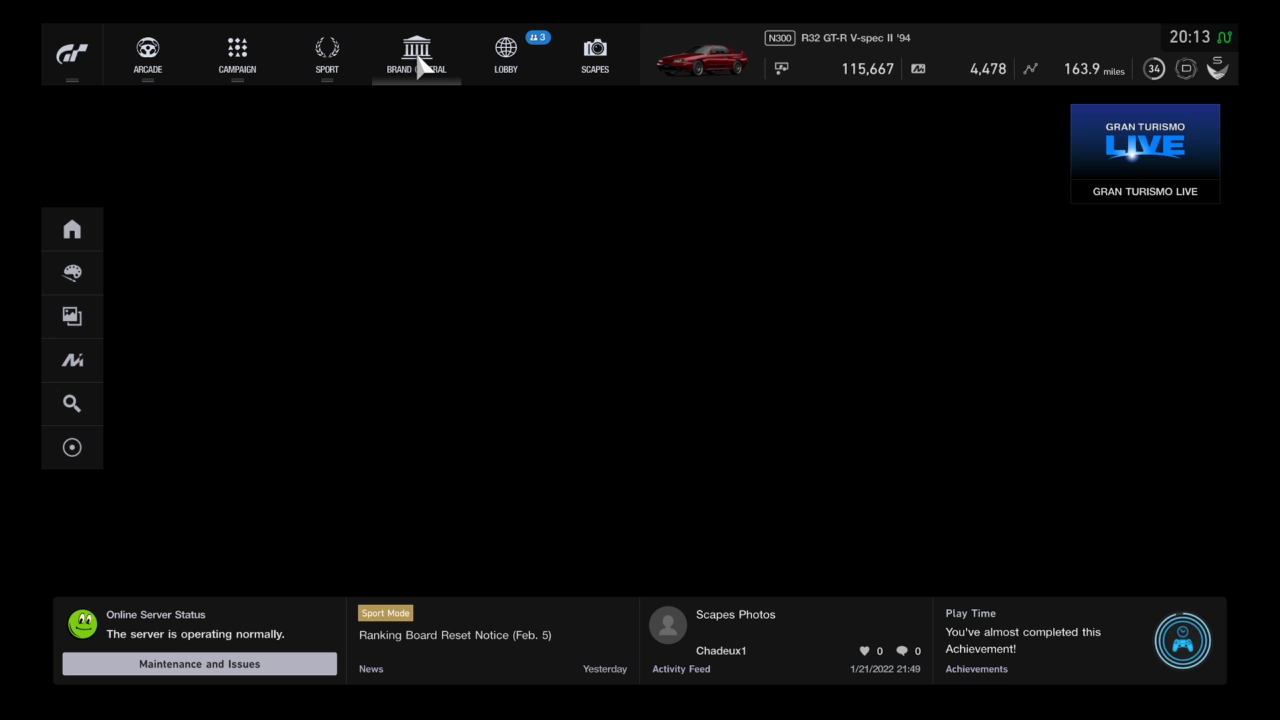 GT
ARCADE
CAMPAIGN
SPORT
BRAND CENTRAL
LOBBY
3
SCAPES
N300 R32 GT-R V-spec II '94
115,667
4,478
163.9 miles
20:13
34
D
S
GRAN TURISMO
LIVE
GRAN TURISMO LIVE
Online Server Status
The server is operating normally.
Maintenance and Issues
Sport Mode
Ranking Board Reset Notice (Feb. 5)
News
Yesterday
Scapes Photos
Chadeux1
0
0
Activity Feed
1/21/2022 21:49
Play Time
You've almost completed this
Achievement!
Achievements